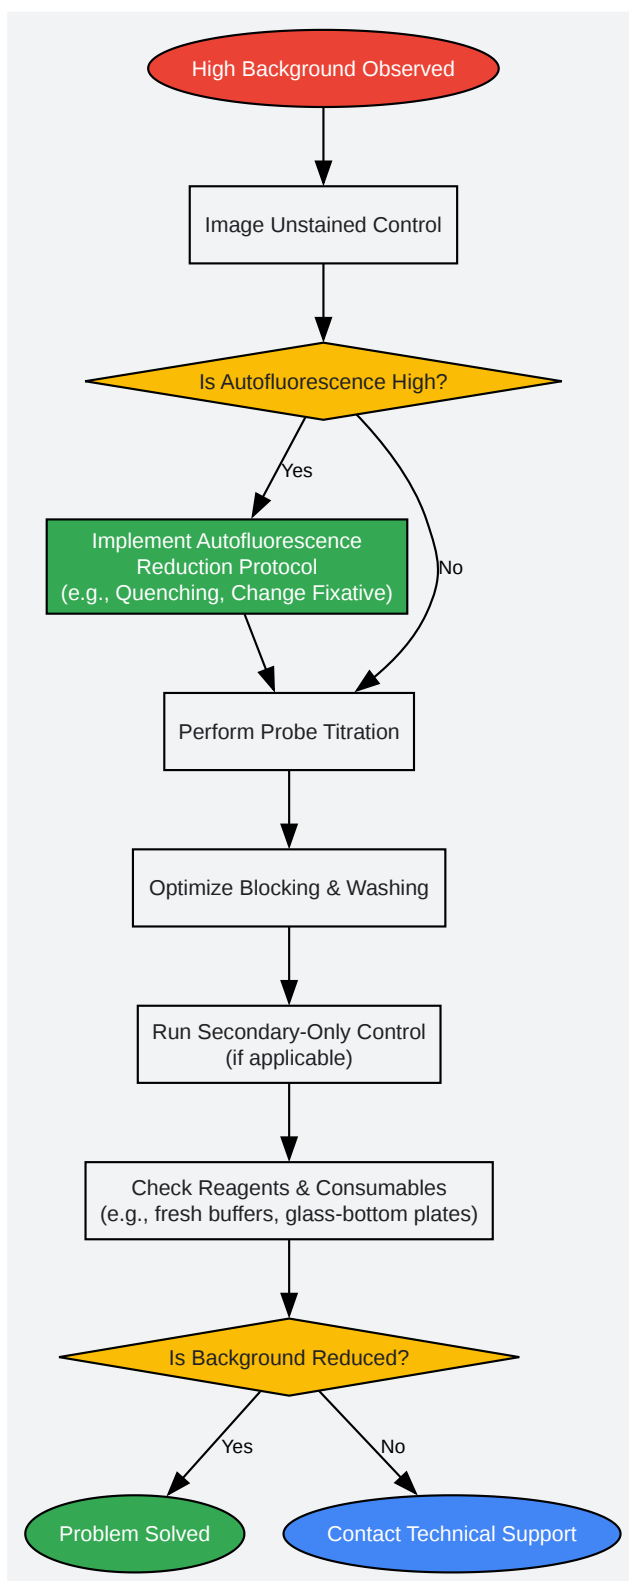 High Background Observed
Image Unstained Control
Is Autofluorescence High?
Yes
Implement Autofluorescence
Reduction Protocol
(e.g., Quenching, Change Fixative)
No
Perform Probe Titration
Optimize Blocking & Washing
Run Secondary-Only Control
(if applicable)
Check Reagents & Consumables
(e.g., fresh buffers, glass-bottom plates)
Is Background Reduced?
Yes
No
Problem Solved
Contact Technical Support